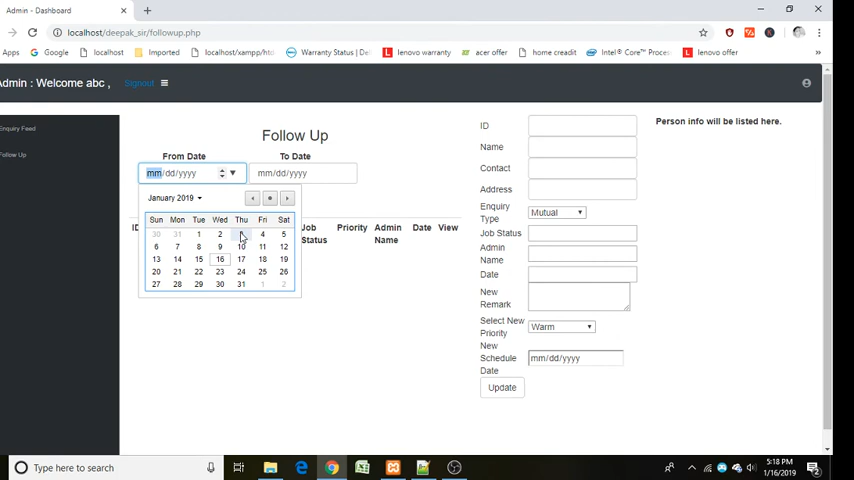 Admin - Dashboard
localhost/deepak_sir/followup.php
Apps Google localhost Imported localhost/xampp/htd Warranty Status | Del lenovo warranty acer offer home creadit Intel® Core™ Proces lenovo offer »
Admin : Welcome abc , Signout
Enquiry Feed
Follow Up
Follow Up
From Date To Date
mm/dd/yyyy mm/dd/yyyy
January 2019
Sun Mon Tue Wed Thu Fri Sat
30 31 1 2 3 4 5
6 7 8 9 10 11 12
13 14 15 16 17 18 19
20 21 22 23 24 25 26
27 28 29 30 31 1 2
ID Job Status Priority Admin Name Date View
ID
Name
Contact
Address
Enquiry Type Mutual
Job Status
Admin Name
Date
New Remark
Select New Priority Warm
New Schedule Date mm/dd/yyyy
Update
Person info will be listed here.
Type here to search
5:18 PM
1/16/2019
2